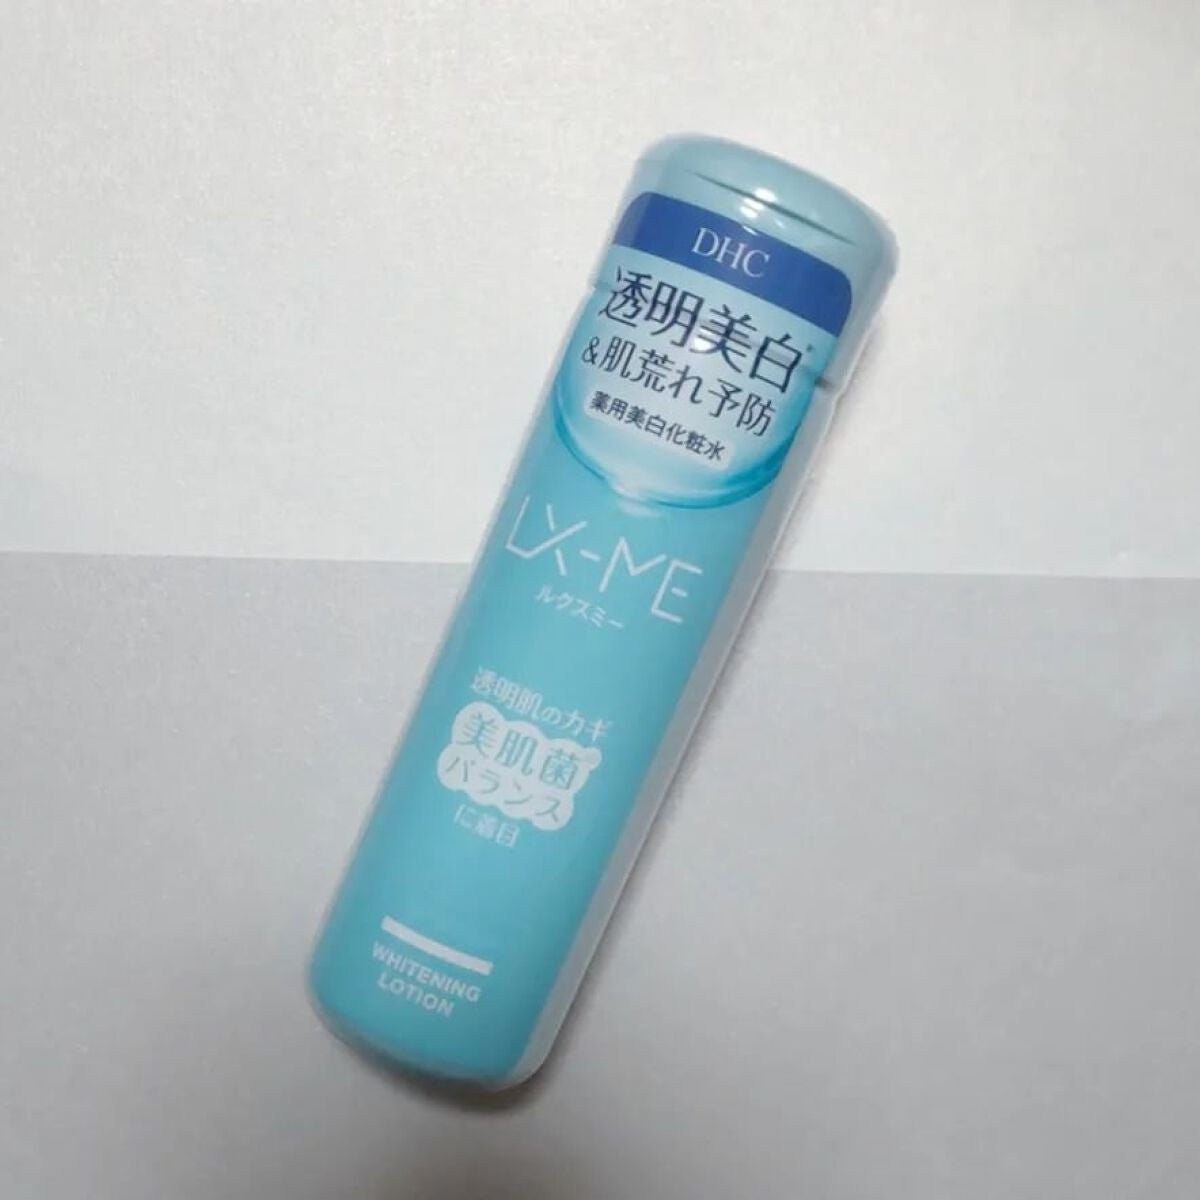 DHC
透明美白*
&肌荒れ予防
薬用美白化粧水
LX-ME
ルクスミー
透明肌のカギ
美肌菌
バランス
に着目
WHITENING
LOTION